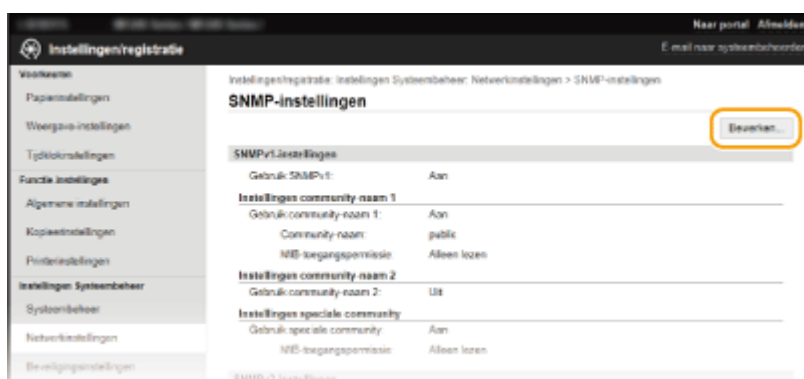 Naar portal Afmelden
Instellingen/registratie
E-mail naar systeembeheerder
Voorkeuren
Papierinstellingen
Weergave-instellingen
Tijdklokinstellingen
Functie-instellingen
Algemene instellingen
Kopieerinstellingen
Printerinstellingen
Instellingen Systeembeheer
Systeembeheer
Netwerkinstellingen
Beveiligingsinstellingen
Instellingen/registratie: Instellingen Systeembeheer: Netwerkinstellingen > SNMP-instellingen
SNMP-instellingen
Bewerken...
SNMPv1-instellingen
Gebruik SNMPv1: Aan
Instellingen community-naam 1
Gebruik community-naam 1: Aan
Community-naam: public
MIB-toegangspermissie: Alleen lezen
Instellingen community-naam 2
Gebruik community-naam 2: Uit
Instellingen speciale community
Gebruik speciale community: Aan
MIB-toegangspermissie: Alleen lezen